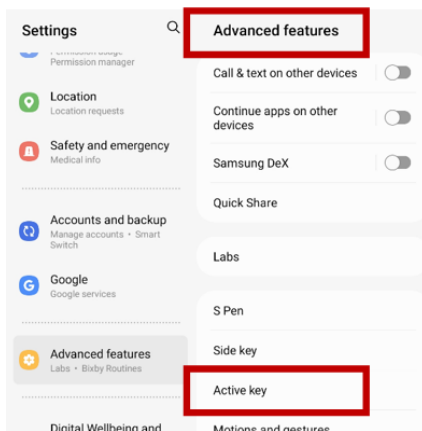 Settings
Permission manager
Location
Location requests
Safety and emergency
Medical info
Accounts and backup
Manage accounts • Smart
Switch
Google
Google services
Advanced features
Labs • Bixby Routines
Digital Wellbeing and
Advanced features
Call & text on other devices
Continue apps on other
devices
Samsung DeX
Quick Share
Labs
S Pen
Side key
Active key
Motions and gestures